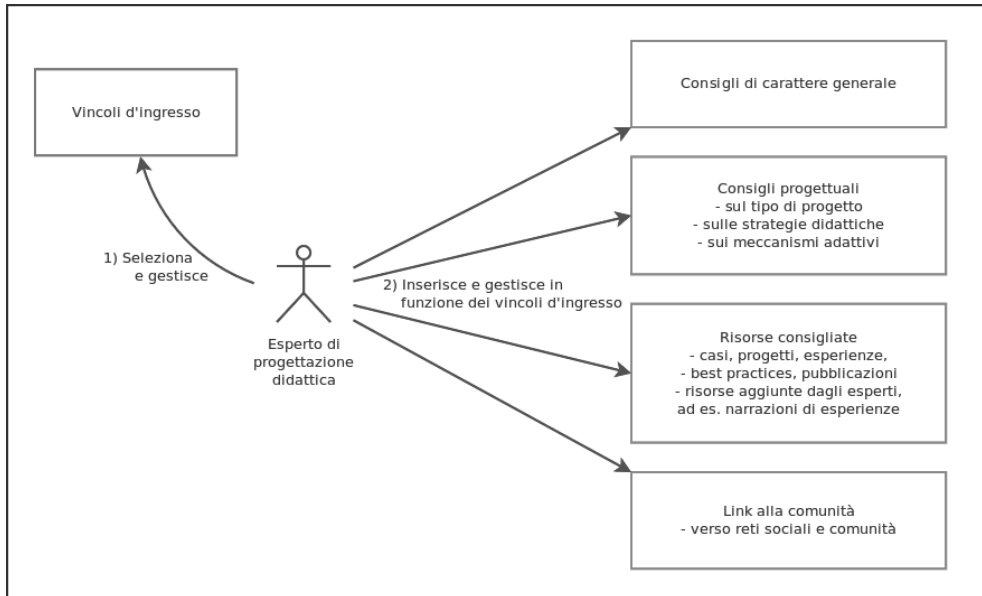 Vincoli d'ingresso
1) Seleziona
e gestisce
Esperto di
progettazione
didattica
2) Inserisce e gestisce in
funzione dei vincoli d'ingresso
Consigli di carattere generale
Consigli progettuali
- sul tipo di progetto
- sulle strategie didattiche
- sui meccanismi adattivi
Risorse consigliate
- casi, progetti, esperienze,
- best practices, pubblicazioni
- risorse aggiunte dagli esperti,
ad es. narrazioni di esperienze
Link alla comunità
- verso reti sociali e comunità